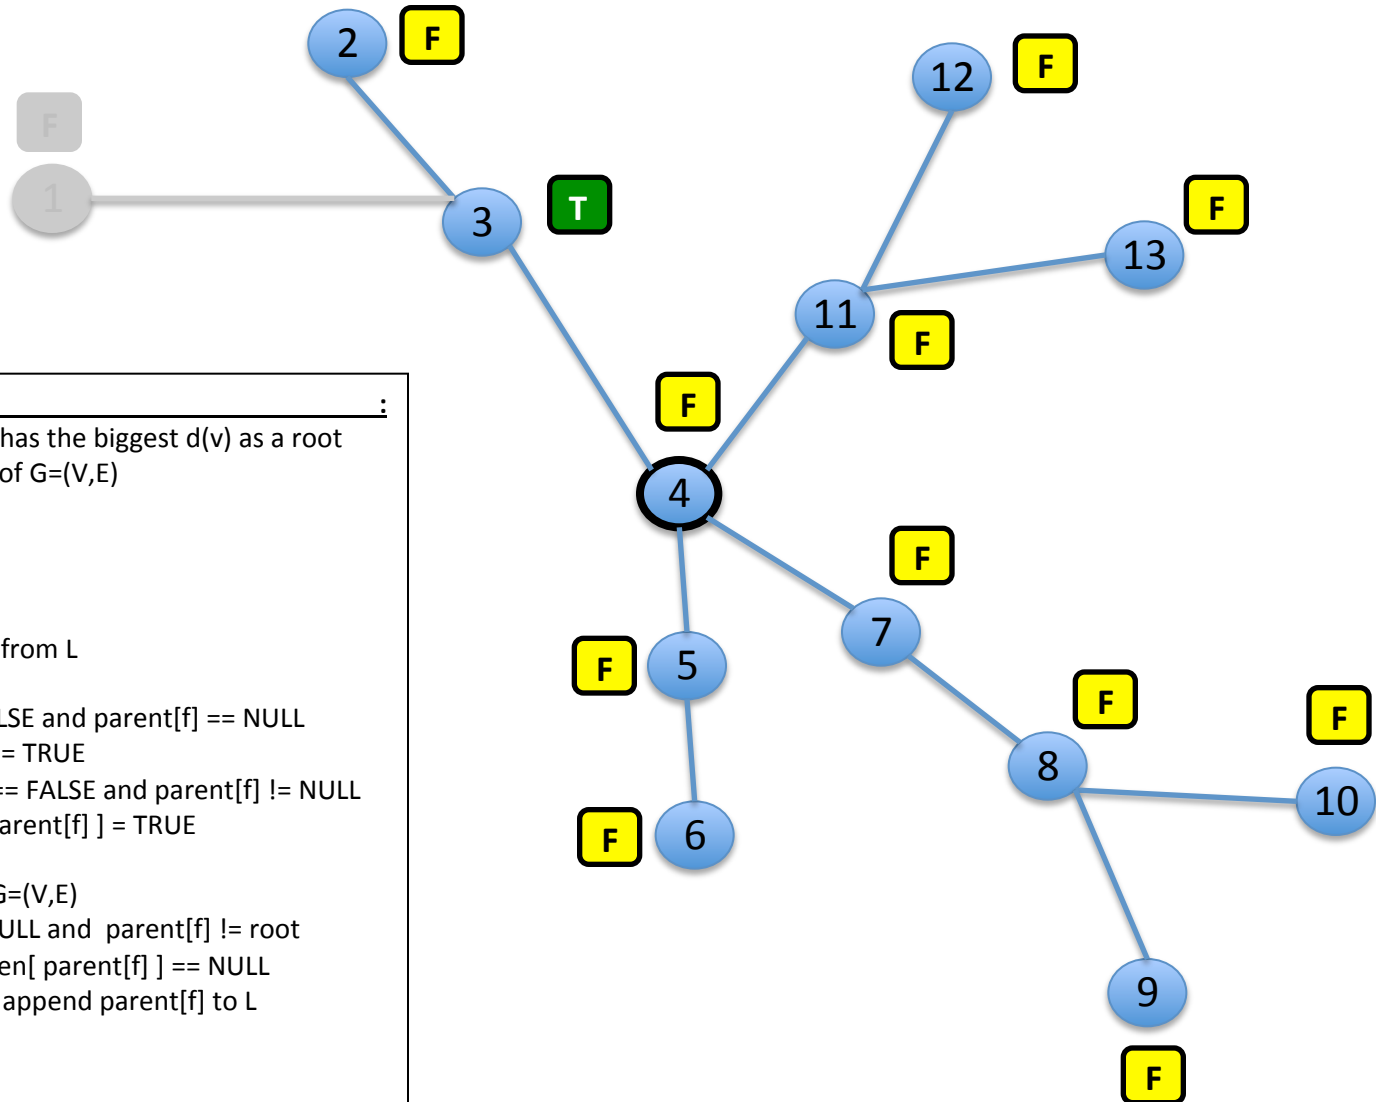 2
F
12
F
F
1
3
T
F
13
11
F
F
4
:
has the biggest d(v) as a root
of G=(V,E)
from L
LSE and parent[f] == NULL
= TRUE
== FALSE and parent[f] != NULL
arent[f] ] = TRUE
G=(V,E)
ULL and parent[f] != root
en[ parent[f] ] == NULL
append parent[f] to L
F
7
F
5
F
8
F
10
F
6
9
F